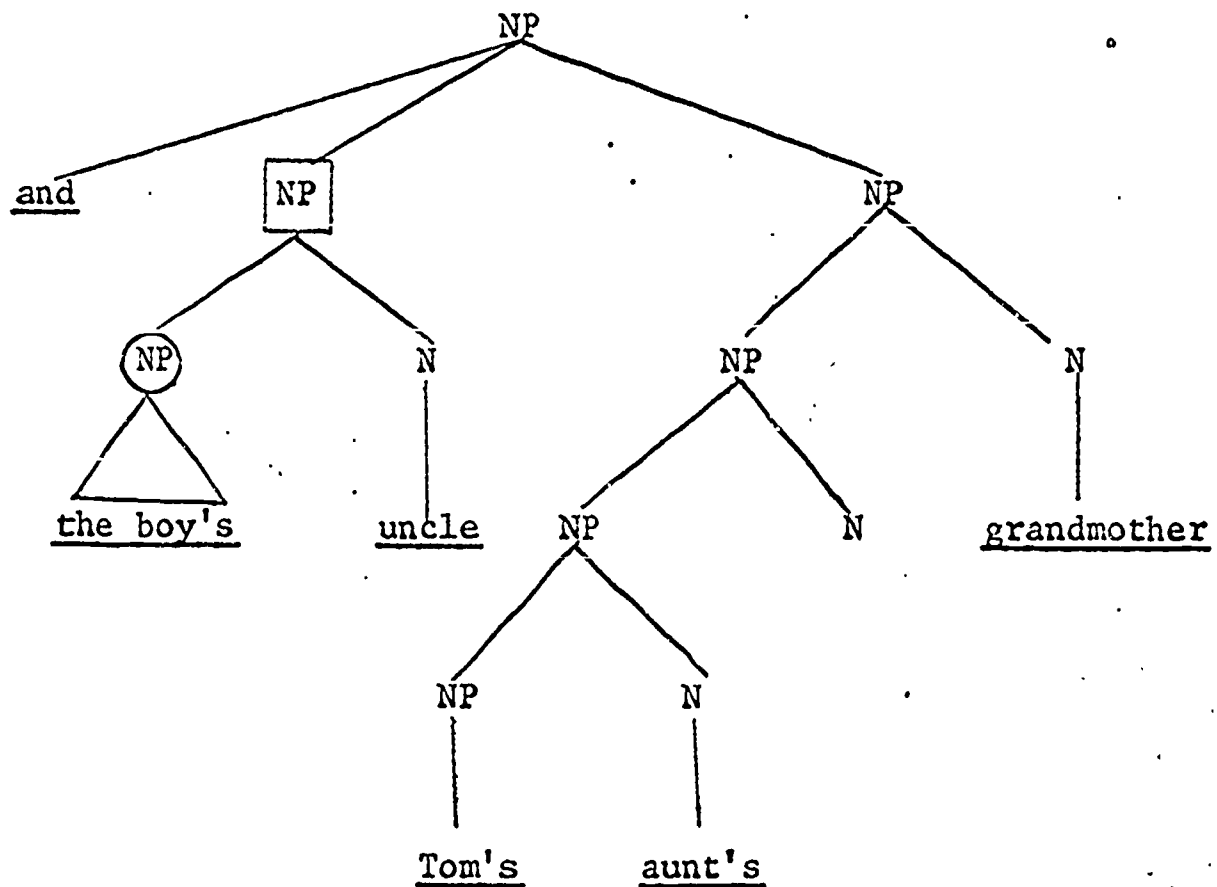 NP
and NP NP
NP N NP N
the boy's uncle NP N grandmother
NP N
Tom's aunt's